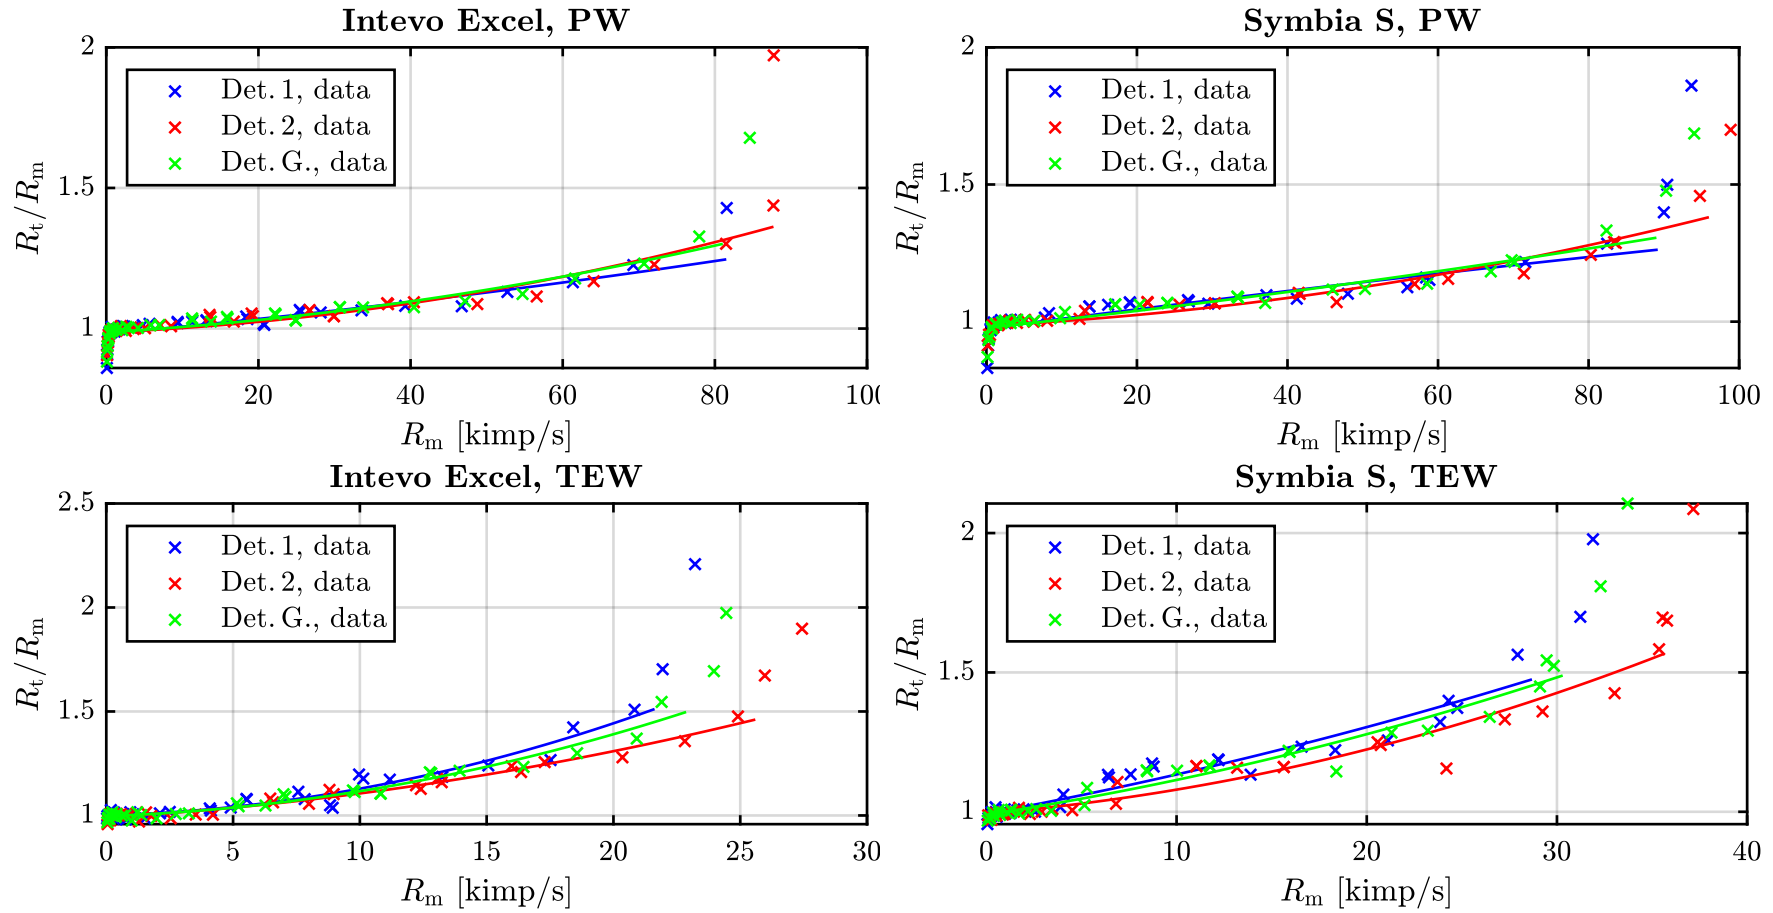 Intevo Excel, PW
2
1.5
1
Rt/Rm
Det. 1, data
Det. 2, data
Det. G., data
0 20 40 60 80 100
Rm [kimp/s]
Symbia S, PW
2
1.5
1
Rt/Rm
Det. 1, data
Det. 2, data
Det. G., data
0 20 40 60 80 100
Rm [kimp/s]
Intevo Excel, TEW
2.5
2
1.5
1
Rt/Rm
Det. 1, data
Det. 2, data
Det. G., data
0 5 10 15 20 25 30
Rm [kimp/s]
Symbia S, TEW
2
1.5
1
Rt/Rm
Det. 1, data
Det. 2, data
Det. G., data
0 10 20 30 40
Rm [kimp/s]